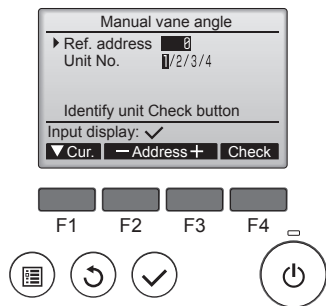 Manual vane angle
Ref. address 0
Unit No. 1/2/3/4
Identify unit Check button
Input display: ✓
▼Cur. −Address+ Check
F1 F2 F3 F4